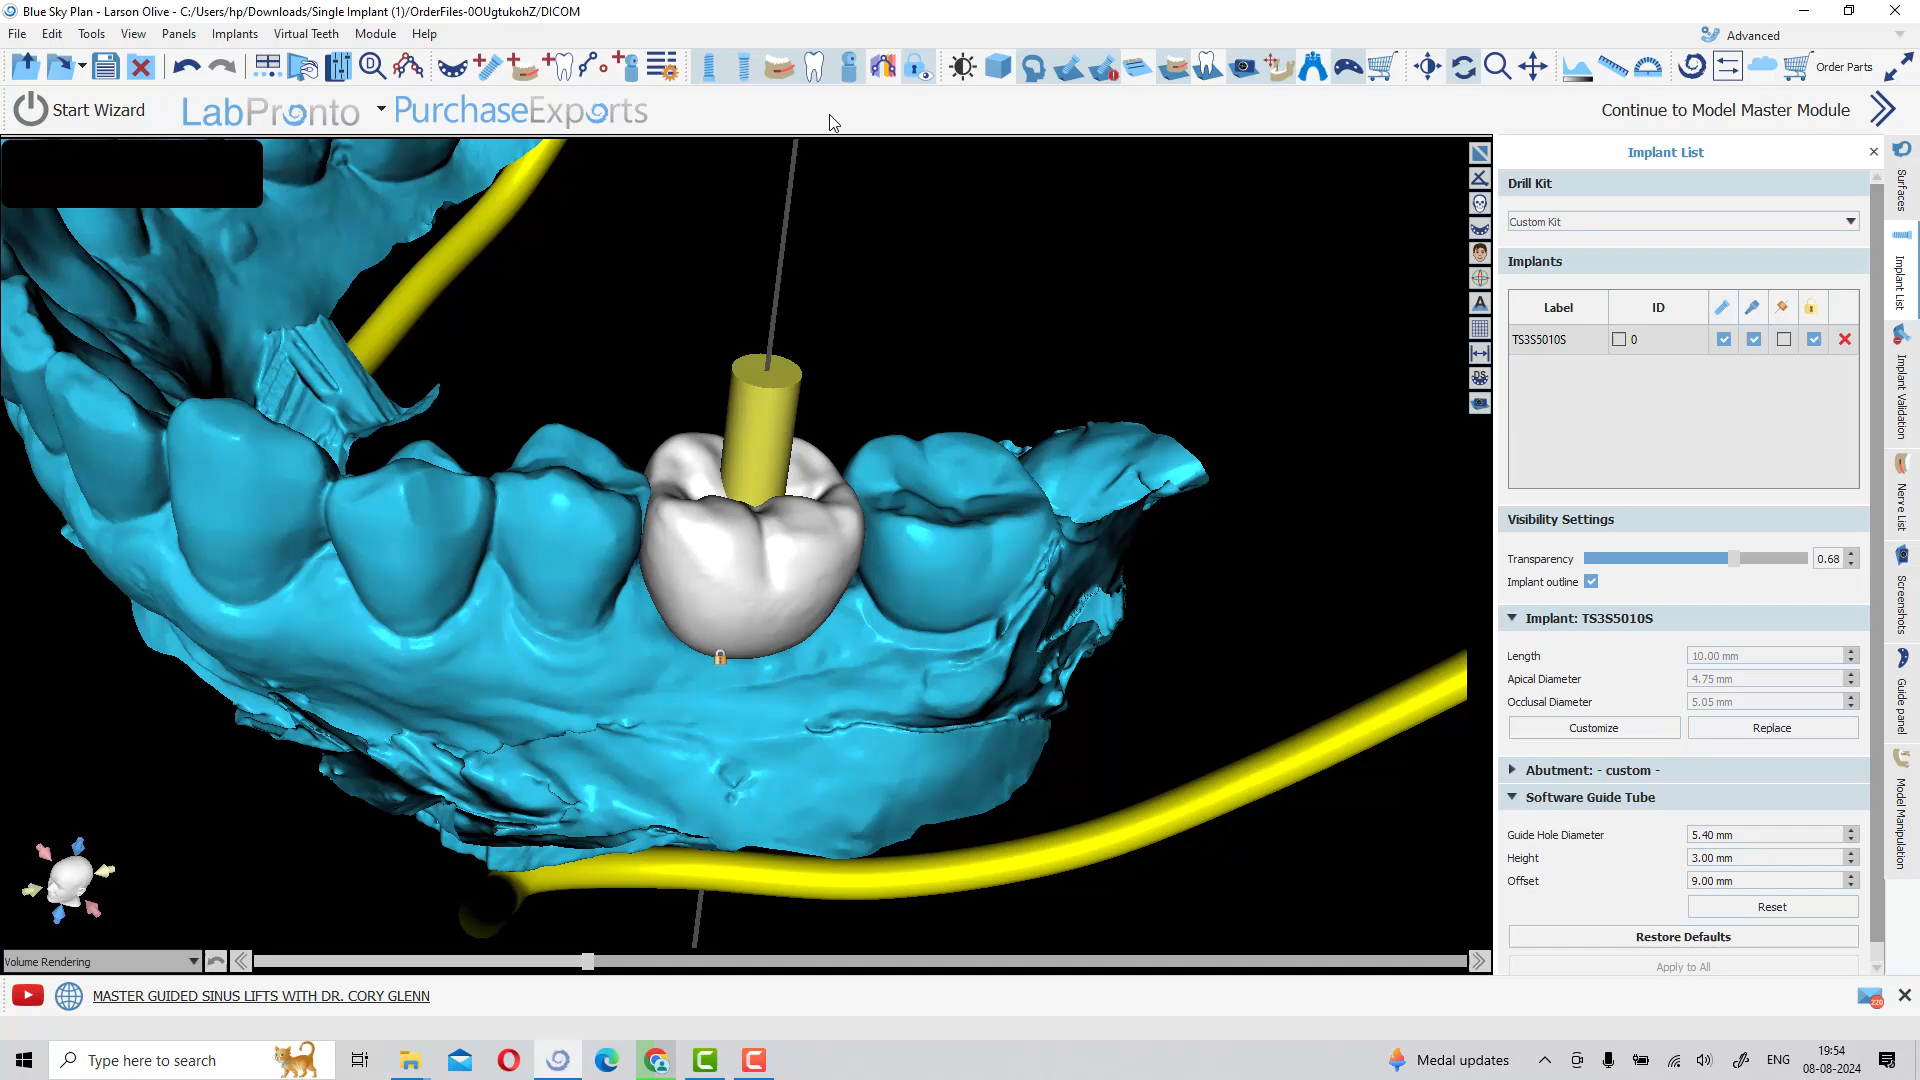 Blue Sky Plan - Larson Olive - C:/Users/hp/Downloads/Single Implant (1)/OrderFiles-0OUgtukohZ/DICOM
File Edit Tools View Panels Implants Virtual Teeth Module Help
Advanced
Order Parts
Start Wizard LabPronto PurchaseExports Continue to Model Master Module
Implant List
Drill Kit
Custom Kit
Implants
Label ID
TS3S5010S 0
Visibility Settings
Transparency 0.68
Implant outline
Implant: TS3S5010S
Length 10.00 mm
Apical Diameter 4.75 mm
Occlusal Diameter 5.05 mm
Customize Replace
Abutment: - custom -
Software Guide Tube
Guide Hole Diameter 5.40 mm
Height 3.00 mm
Offset 9.00 mm
Reset
Restore Defaults
Apply to All
Surfaces
Implant List
Implant Validation
Nerve List
Screenshots
Guide panel
Model Manipulation
A
DS
Volume Rendering
MASTER GUIDED SINUS LIFTS WITH DR. CORY GLENN
220
Type here to search
Medal updates
ENG
19:54
08-08-2024